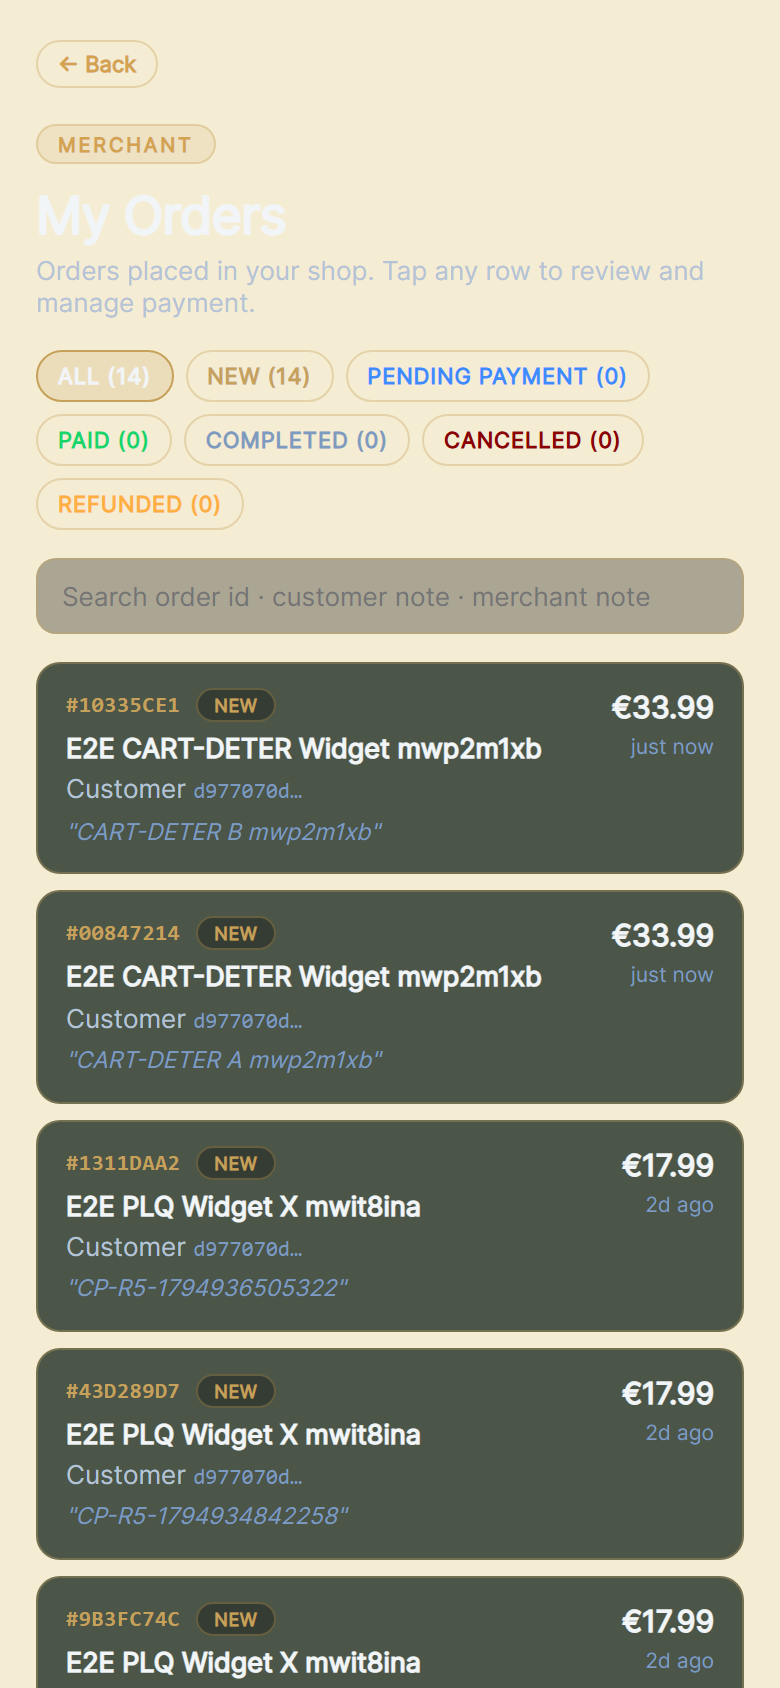 ← Back
MERCHANT
My Orders
Orders placed in your shop. Tap any row to review and
manage payment.
ALL (14) NEW (14) PENDING PAYMENT (0)
PAID (0) COMPLETED (0) CANCELLED (0)
REFUNDED (0)
Search order id · customer note · merchant note
#10335CE1 NEW €33.99
E2E CART-DETER Widget mwp2m1xb just now
Customer d977070d…
"CART-DETER B mwp2m1xb"
#00847214 NEW €33.99
E2E CART-DETER Widget mwp2m1xb just now
Customer d977070d…
"CART-DETER A mwp2m1xb"
#1311DAA2 NEW €17.99
E2E PLQ Widget X mwit8ina 2d ago
Customer d977070d…
"CP-R5-1794936505322"
#43D289D7 NEW €17.99
E2E PLQ Widget X mwit8ina 2d ago
Customer d977070d…
"CP-R5-1794934842258"
#9B3FC74C NEW €17.99
E2E PLQ Widget X mwit8ina 2d ago